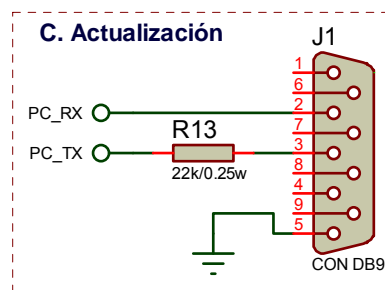 C. Actualización
J1
1
6
PC_RX
2
R13
7
PC_TX
3
22k/0.25w
8
4
9
5
CON DB9